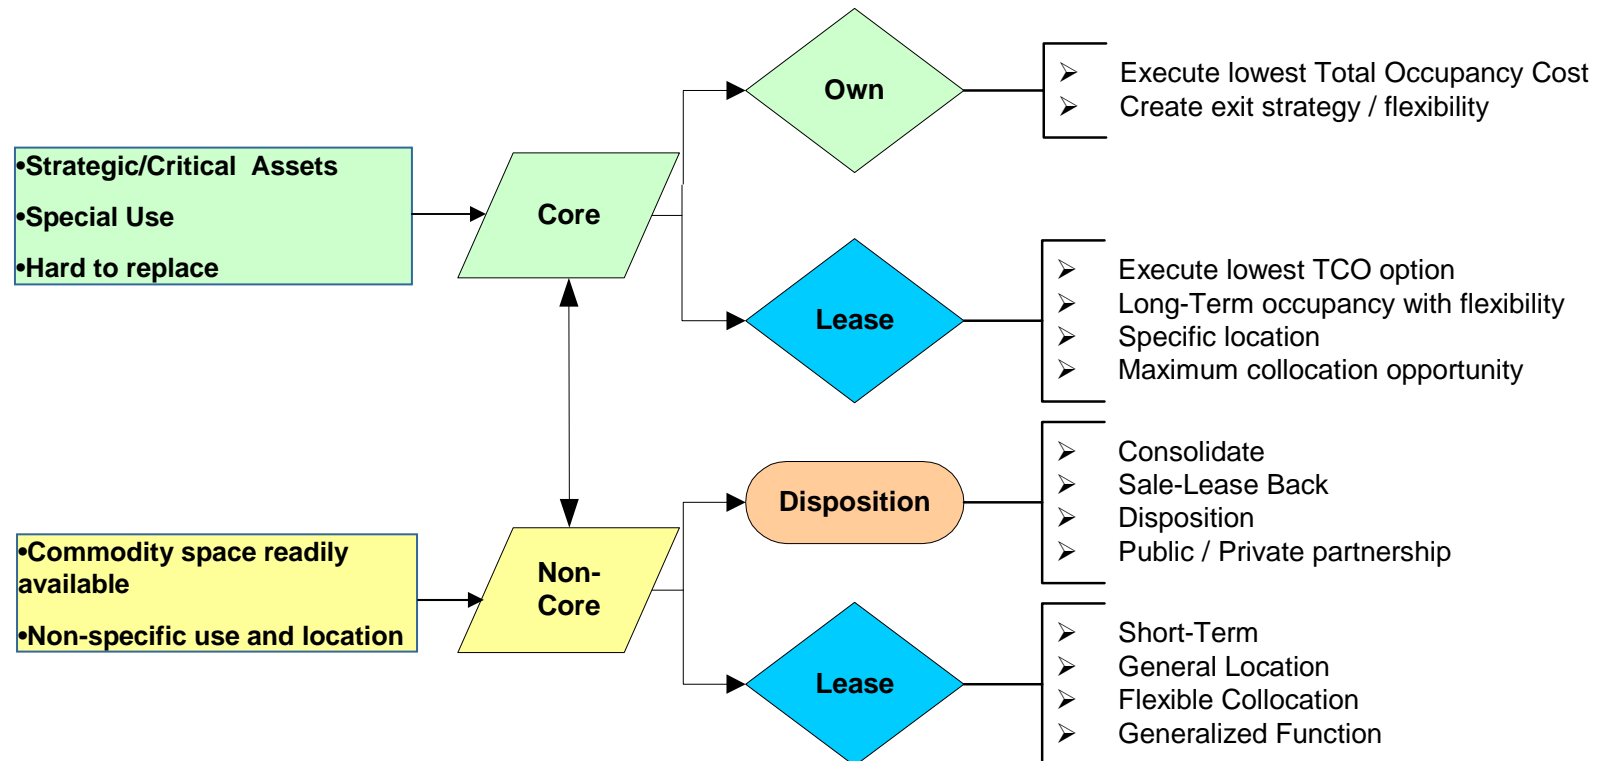 •Strategic/Critical Assets
•Special Use
•Hard to replace
Core
Own
➢ Execute lowest Total Occupancy Cost
➢ Create exit strategy / flexibility
Lease
➢ Execute lowest TCO option
➢ Long-Term occupancy with flexibility
➢ Specific location
➢ Maximum collocation opportunity
•Commodity space readily
available
•Non-specific use and location
Non-
Core
Disposition
➢ Consolidate
➢ Sale-Lease Back
➢ Disposition
➢ Public / Private partnership
Lease
➢ Short-Term
➢ General Location
➢ Flexible Collocation
➢ Generalized Function